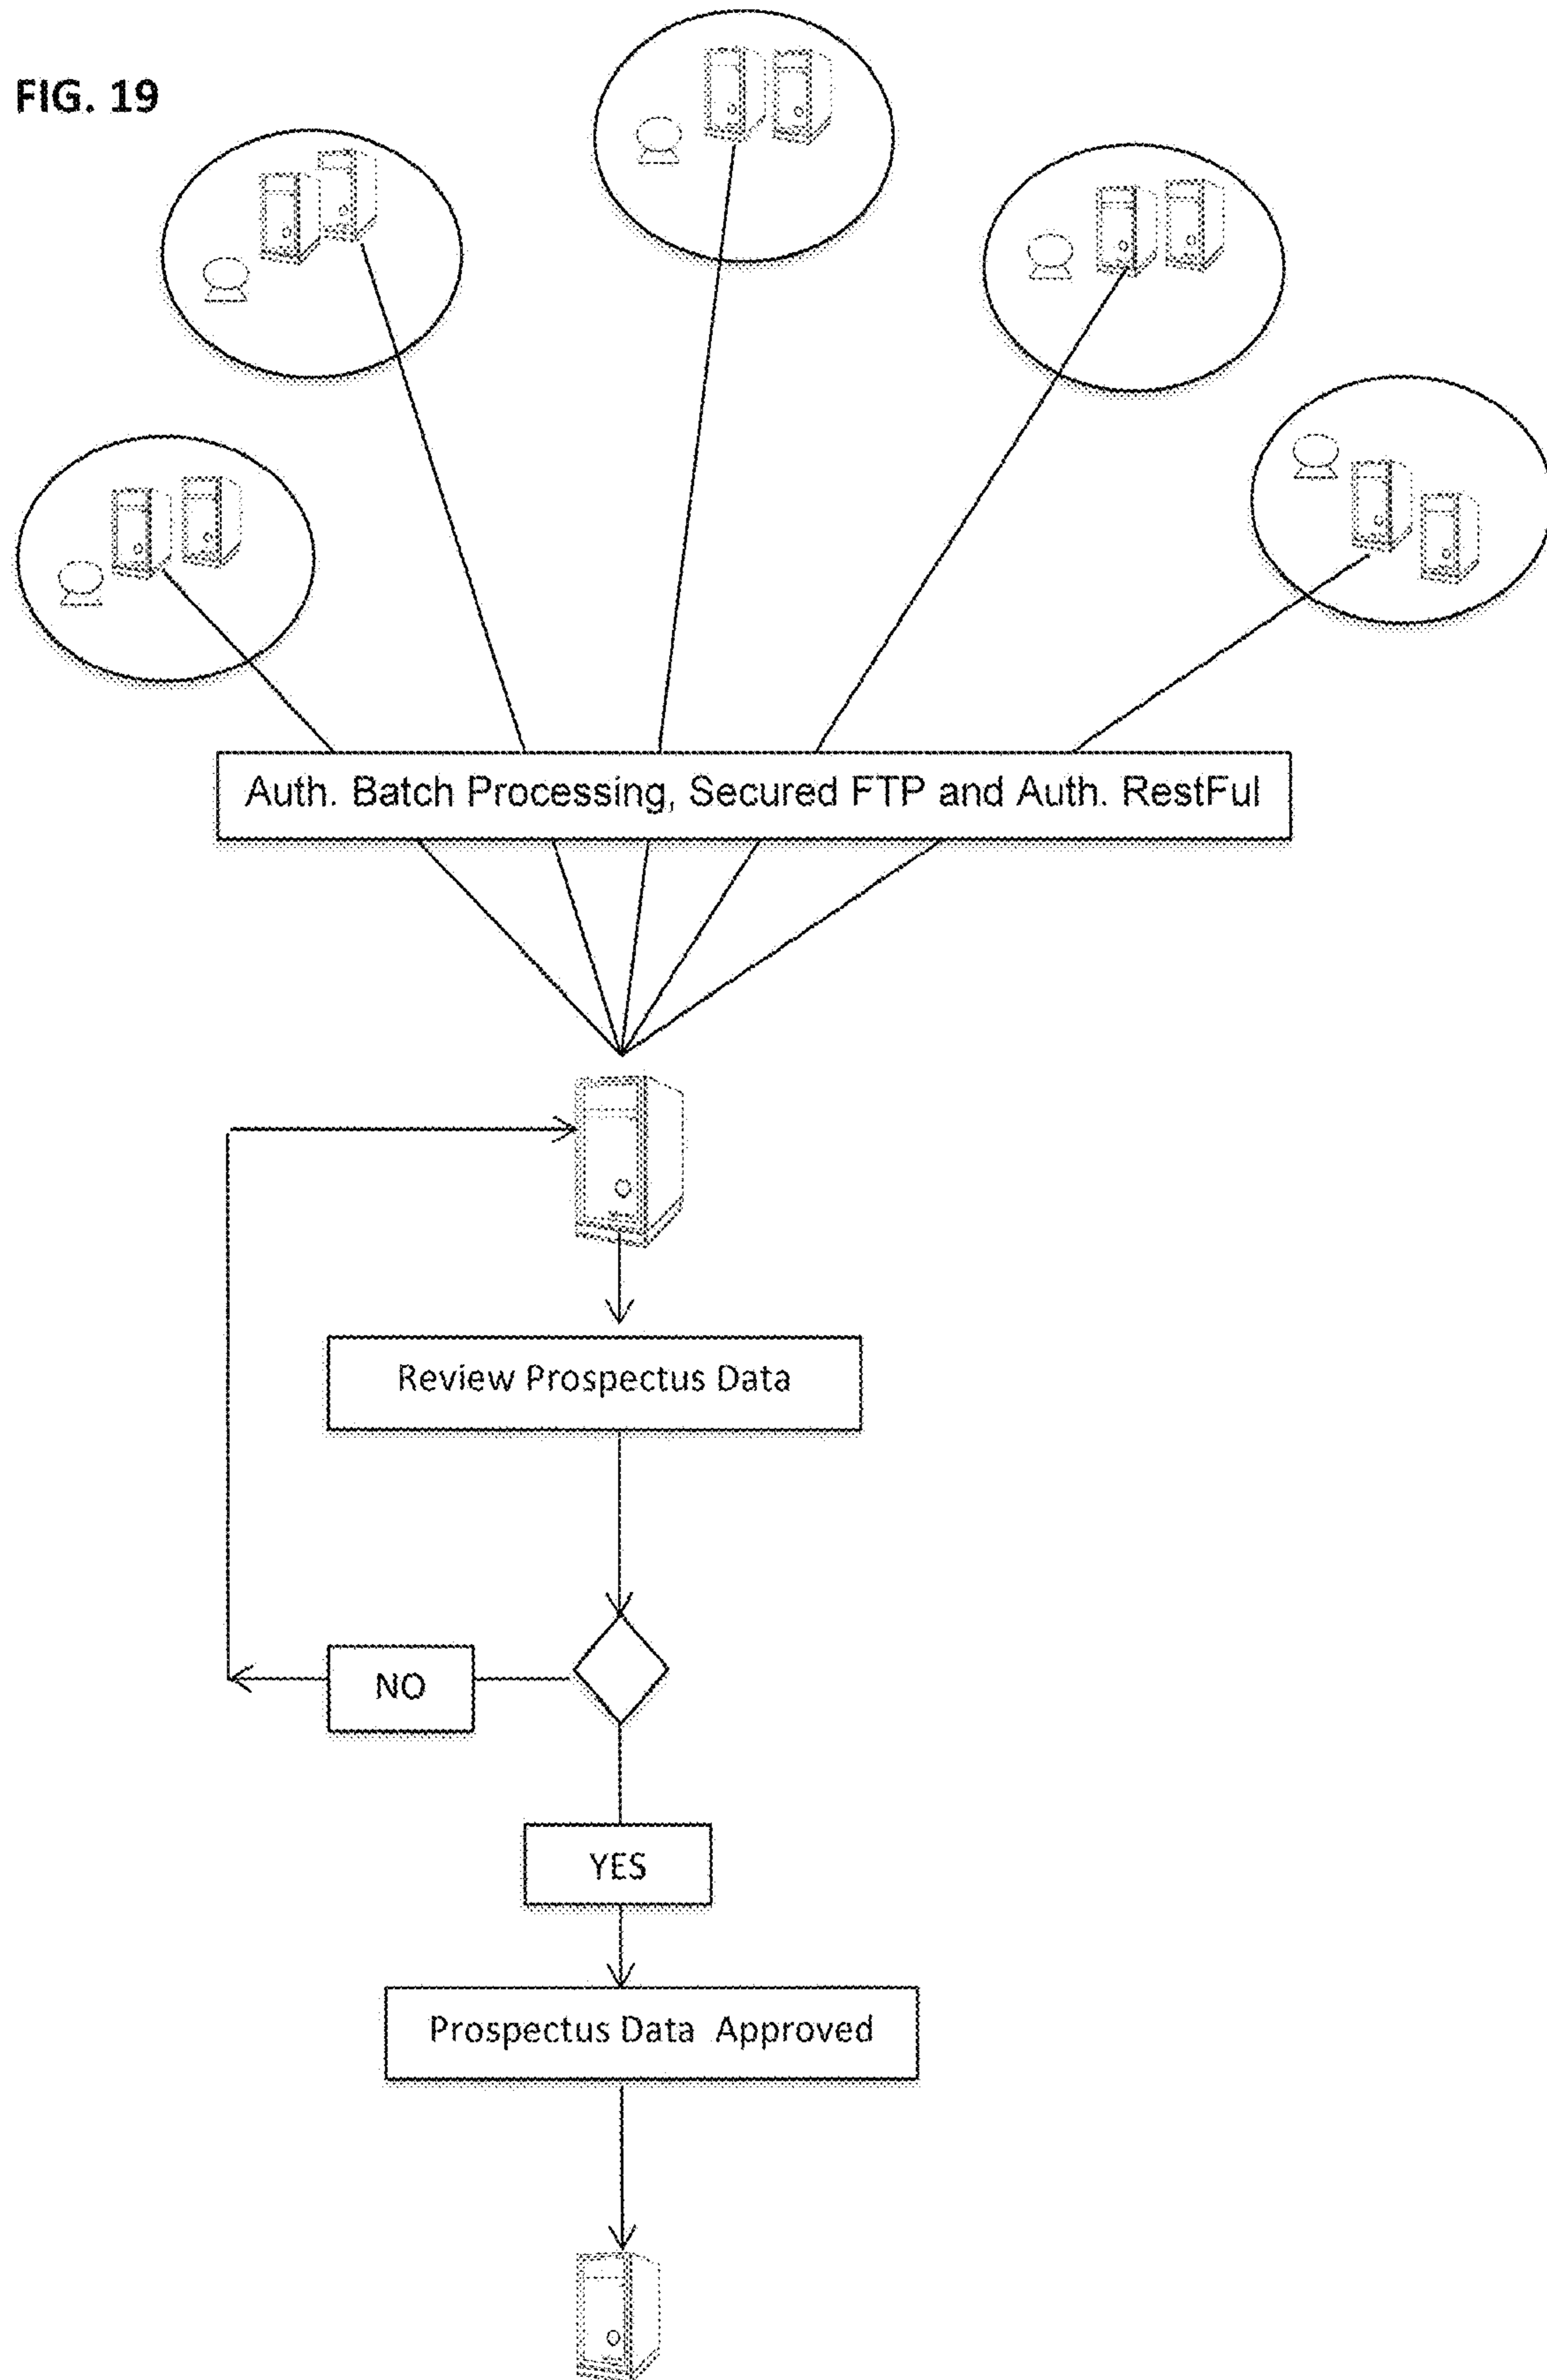 FIG. 19
Auth. Batch Processing, Secured FTP and Auth. RestFul
Review Prospectus Data
NO
YES
Prospectus Data Approved